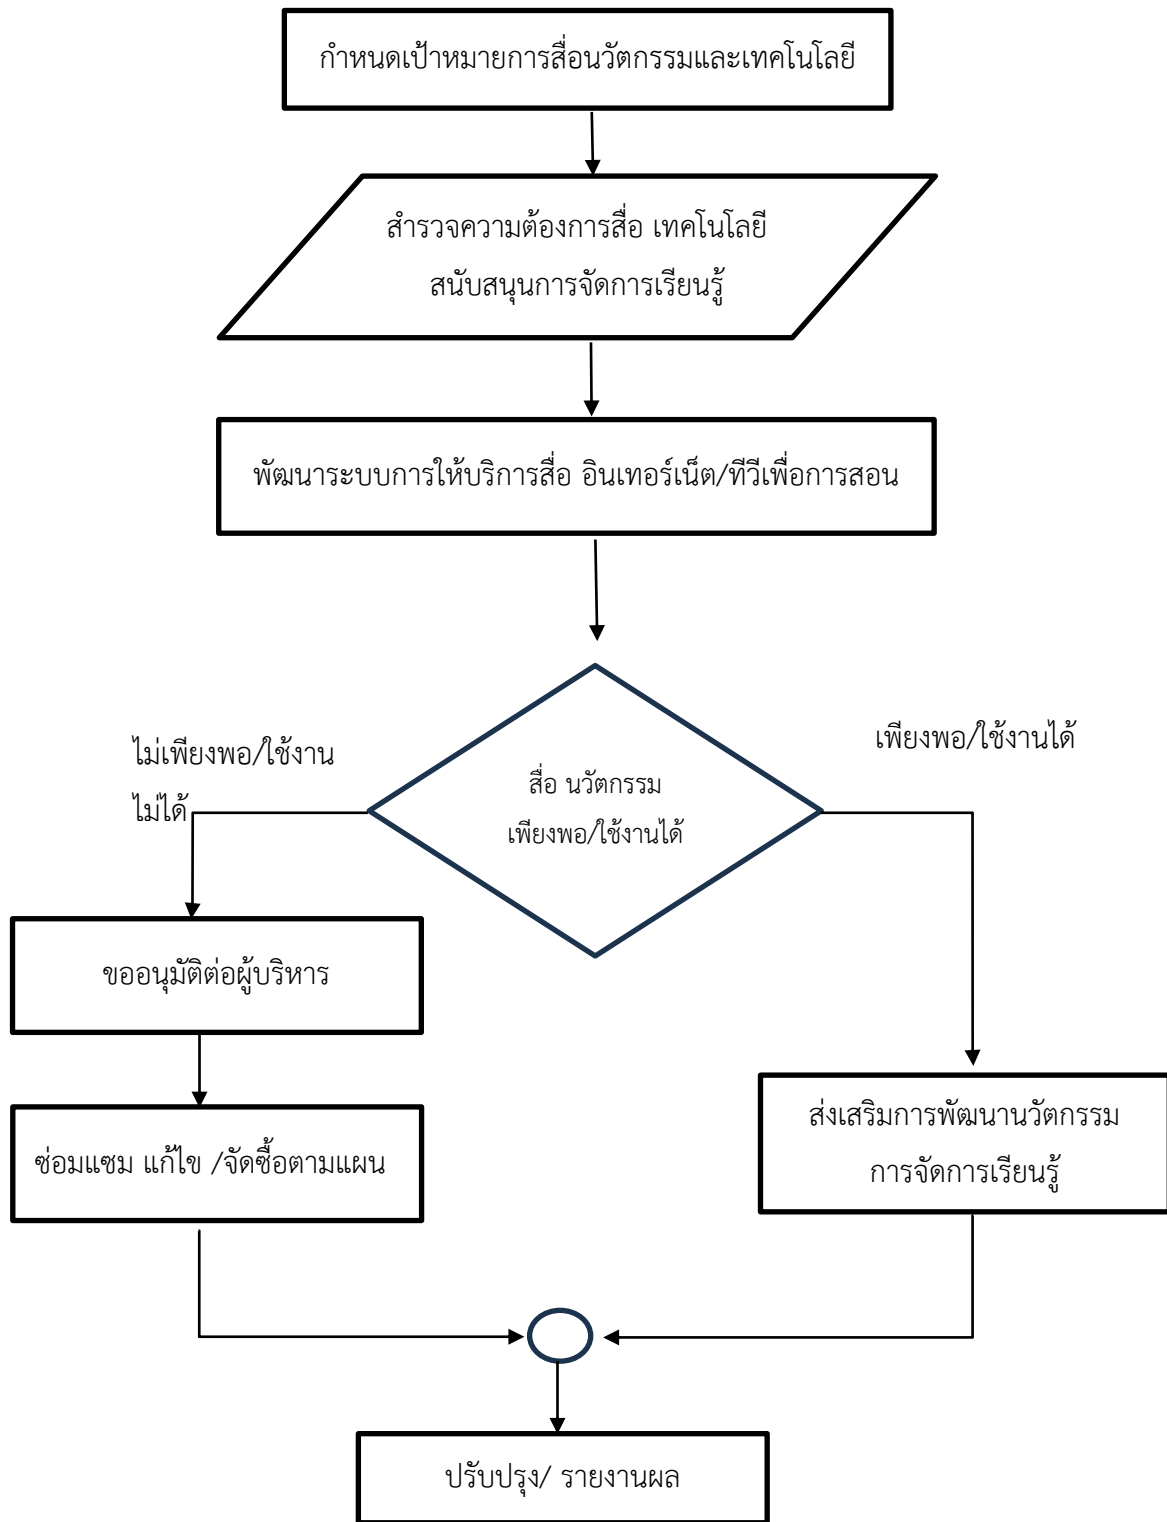 กำหนดเป้าหมายการสื่อนวัตกรรมและเทคโนโลยี
สำรวจความต้องการสื่อ เทคโนโลยี
สนับสนุนการจัดการเรียนรู้
พัฒนาระบบการให้บริการสื่อ อินเทอร์เน็ต/ทีวีเพื่อการสอน
ไม่เพียงพอ/ใช้งาน
ไม่ได้
สื่อ นวัตกรรม
เพียงพอ/ใช้งานได้
เพียงพอ/ใช้งานได้
ขออนุมัติต่อผู้บริหาร
ซ่อมแซม แก้ไข /จัดซื้อตามแผน
ส่งเสริมการพัฒนานวัตกรรม
การจัดการเรียนรู้
ปรับปรุง/ รายงานผล